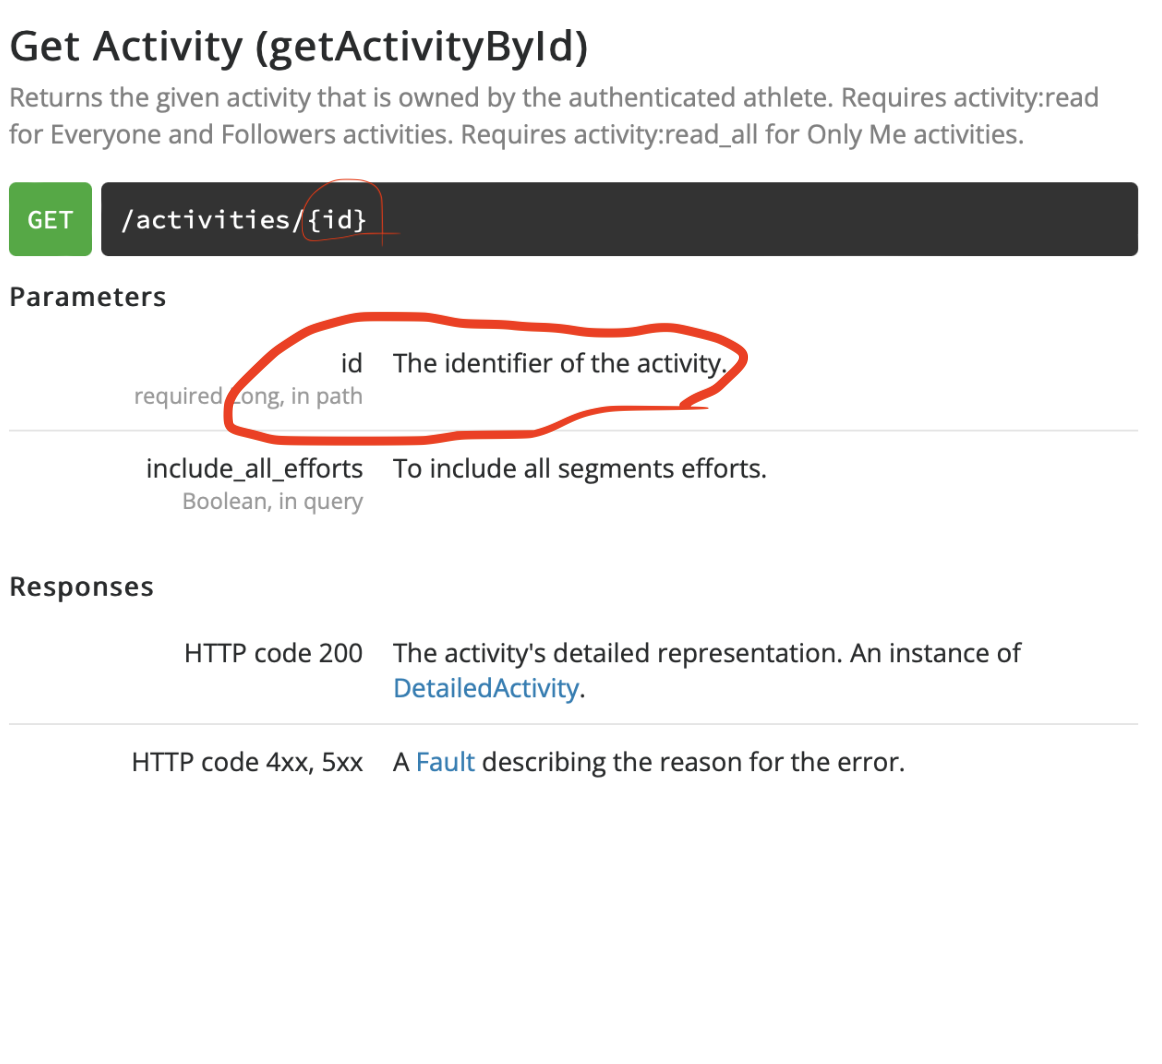 Get Activity (getActivityById)
Returns the given activity that is owned by the authenticated athlete. Requires activity:read
for Everyone and Followers activities. Requires activity:read_all for Only Me activities.
GET /activities/{id}
Parameters
id The identifier of the activity.
required Long, in path
include_all_efforts To include all segments efforts.
Boolean, in query
Responses
HTTP code 200 The activity's detailed representation. An instance of
DetailedActivity.
HTTP code 4xx, 5xx A Fault describing the reason for the error.